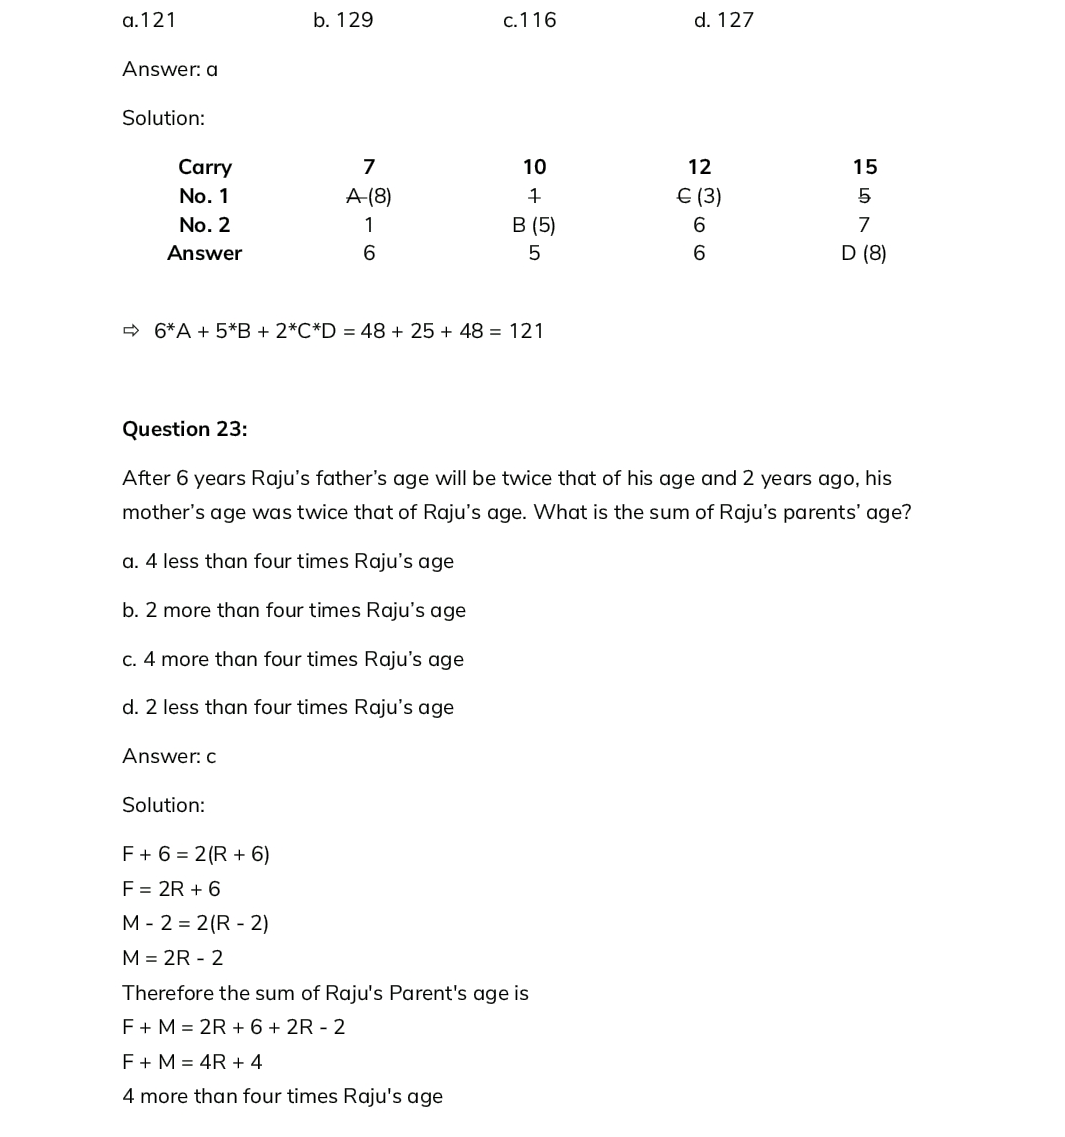 a.121 b. 129 c.116 d. 127
Answer: a
Solution:
Carry 7 10 12 15
No. 1 A (8) 1 C (3) 5
No. 2 1 B (5) 6 7
Answer 6 5 6 D (8)
⇨ 6*A + 5*B + 2*C*D = 48 + 25 + 48 = 121
Question 23:
After 6 years Raju’s father’s age will be twice that of his age and 2 years ago, his
mother’s age was twice that of Raju’s age. What is the sum of Raju’s parents’ age?
a. 4 less than four times Raju’s age
b. 2 more than four times Raju’s age
c. 4 more than four times Raju’s age
d. 2 less than four times Raju’s age
Answer: c
Solution:
F + 6 = 2(R + 6)
F = 2R + 6
M - 2 = 2(R - 2)
M = 2R - 2
Therefore the sum of Raju's Parent's age is
F + M = 2R + 6 + 2R - 2
F + M = 4R + 4
4 more than four times Raju's age